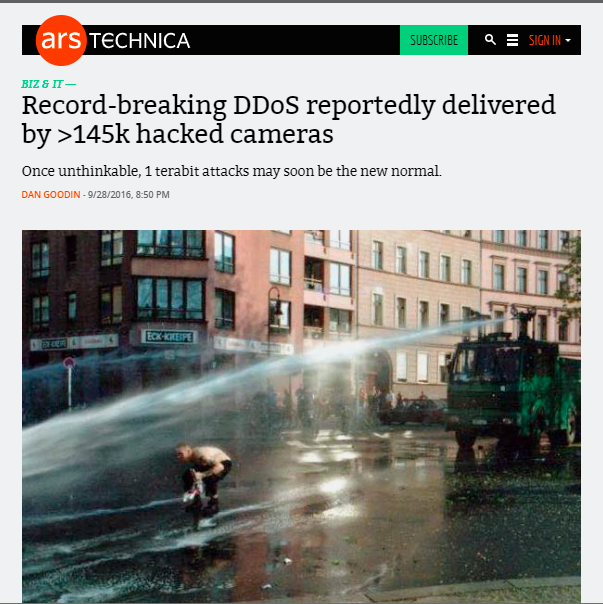 ars TECHNICA
SUBSCRIBE
SIGN IN
BIZ & IT —
Record-breaking DDoS reportedly delivered
by >145k hacked cameras
Once unthinkable, 1 terabit attacks may soon be the new normal.
DAN GOODIN - 9/28/2016, 8:50 PM
ECK-KNEIPE